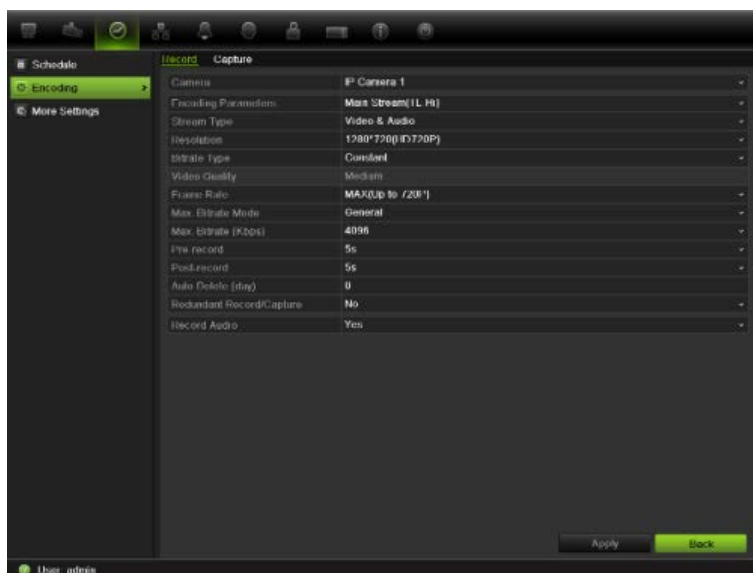 Schedule
Encoding >
More Settings
Record Capture
Camera IP Camera 1
Encoding Parameters Main Stream(TL Hi)
Stream Type Video & Audio
Resolution 1280*720(HD720P)
Bitrate Type Constant
Video Quality Medium
Frame Rate MAX(Up to 720P)
Max. Bitrate Mode General
Max. Bitrate (Kbps) 4096
Pre-record 5s
Post-record 5s
Auto Delete (day) 0
Redundant Record/Capture No
Record Audio Yes
Apply Back
User: admin